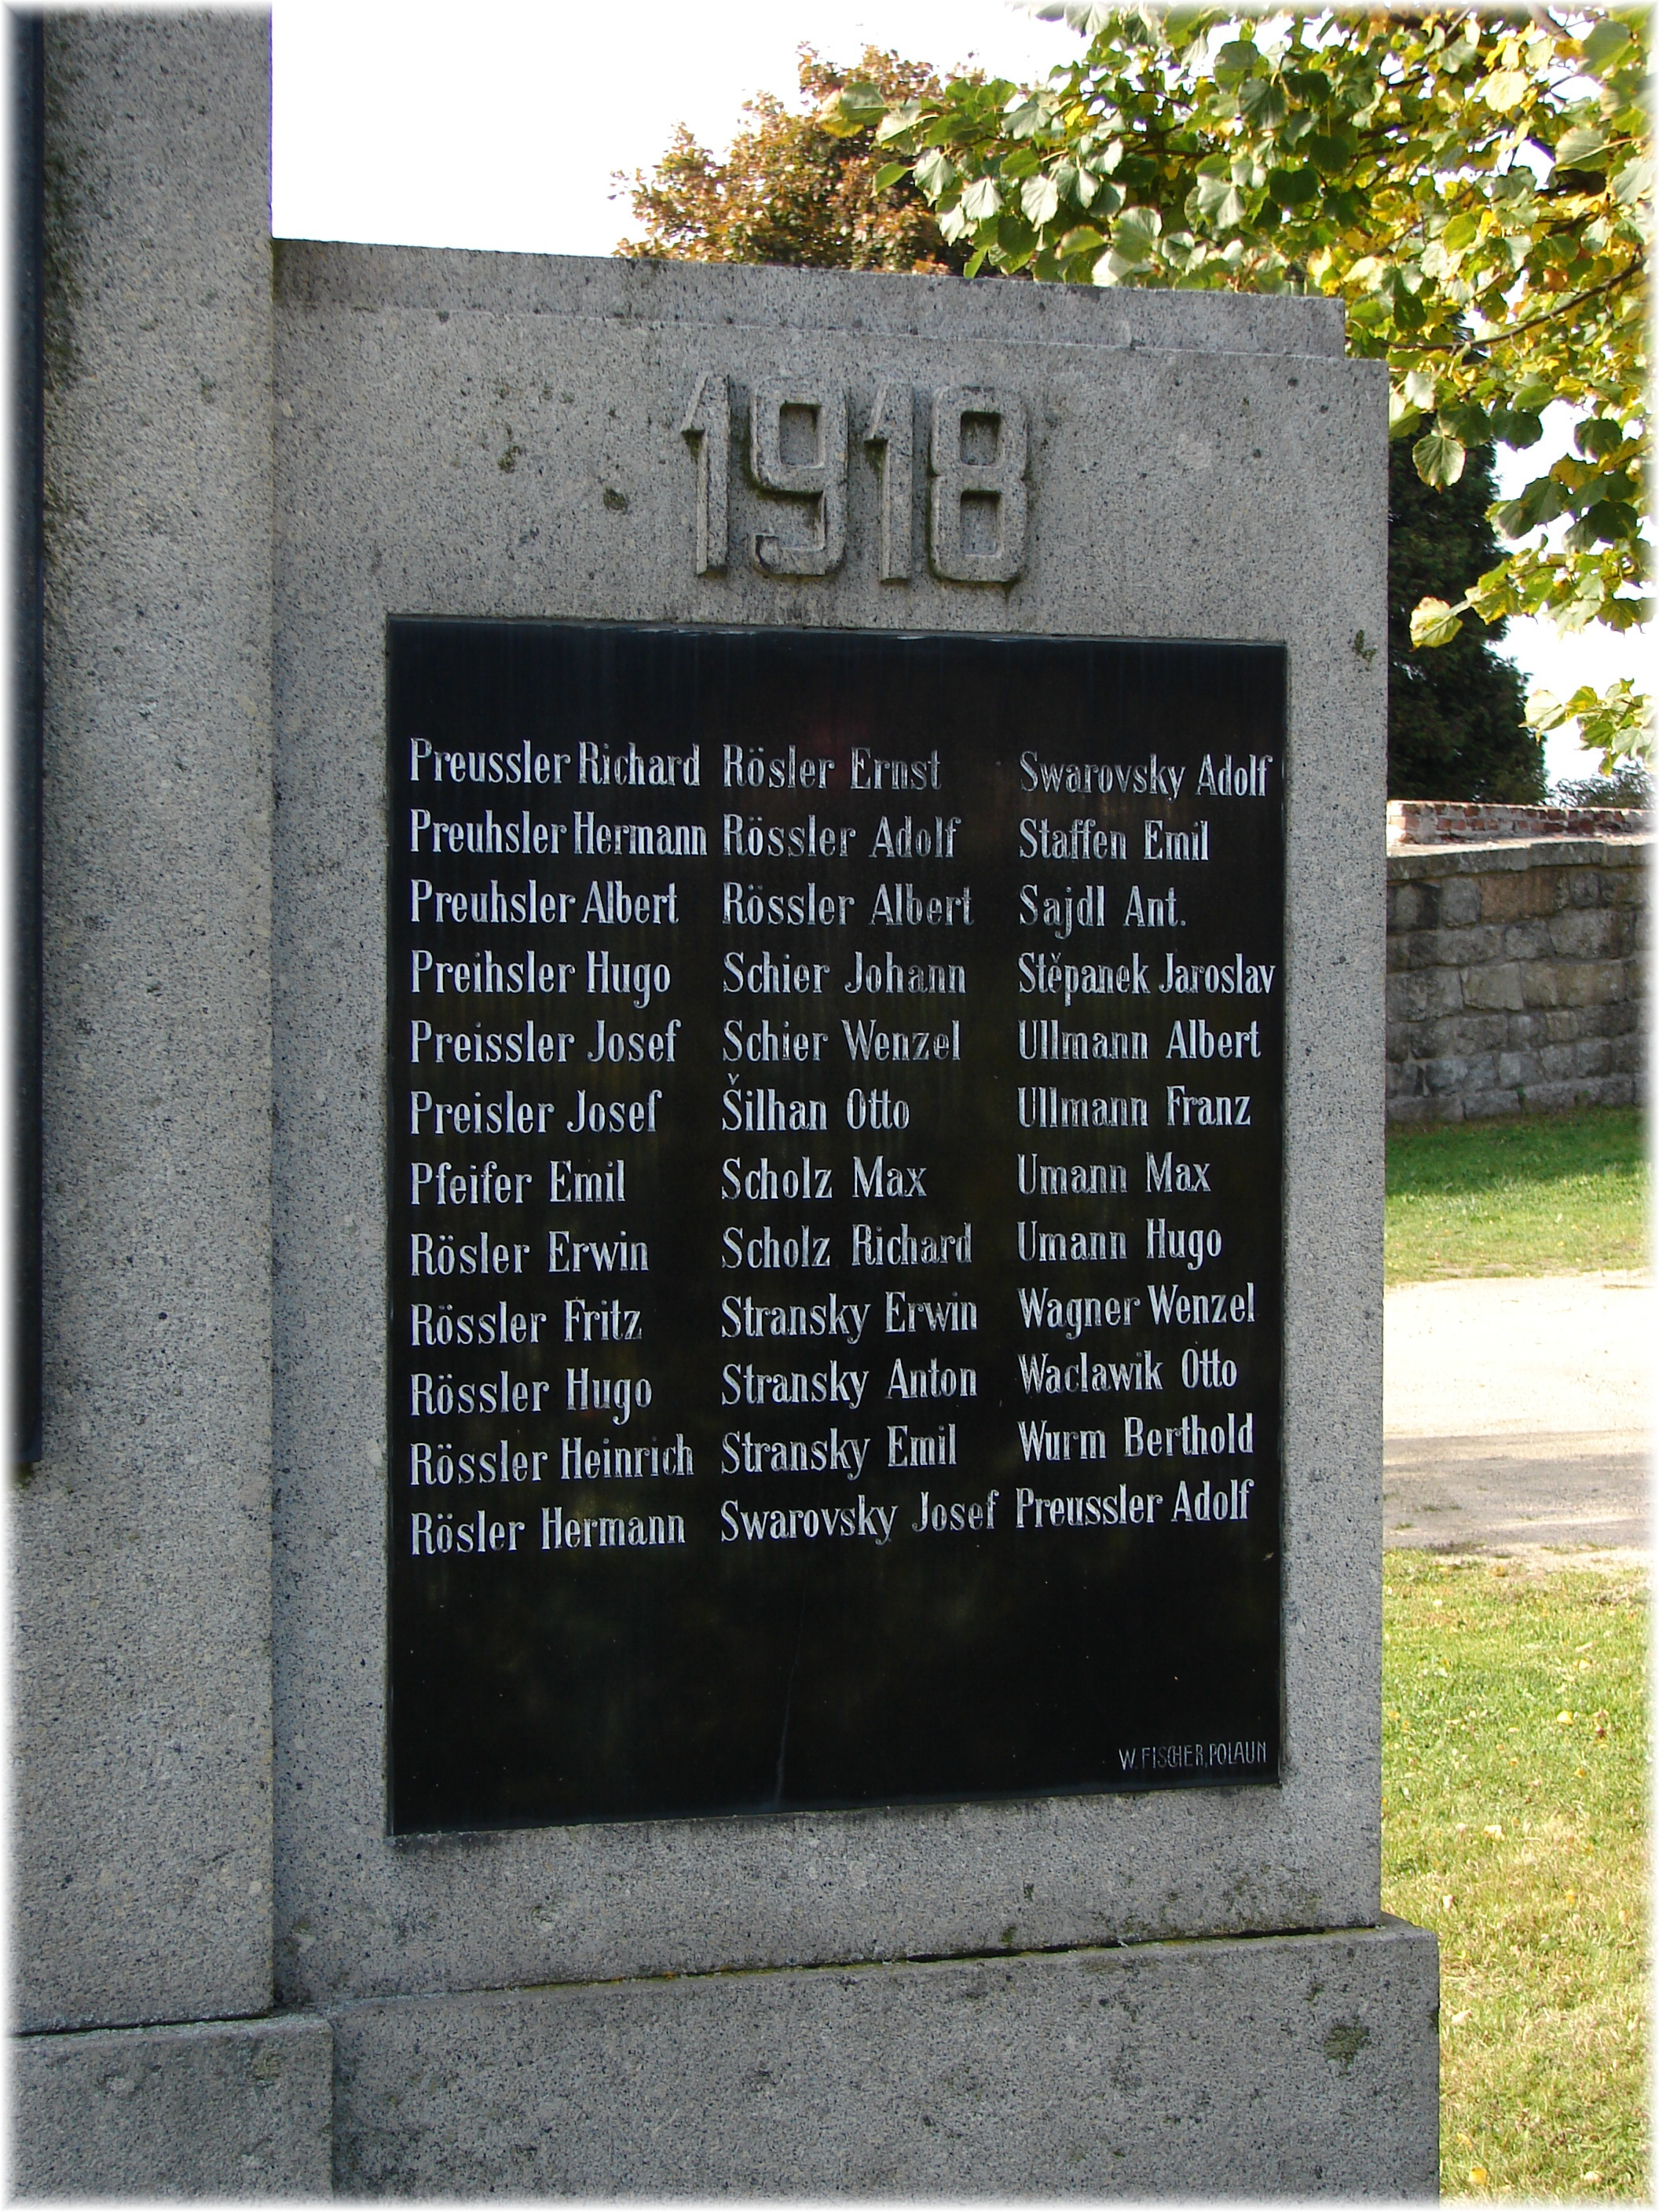 1918
Preussler Richard
Preuhsler Hermann
Preuhsler Albert
Preihsler Hugo
Preissler Josef
Preisler Josef
Pfeifer Emil
Rösler Erwin
Rössler Fritz
Rössler Hugo
Rössler Heinrich
Rösler Hermann
Rösler Ernst
Rössler Adolf
Rössler Albert
Schier Johann
Schier Wenzel
Šilhan Otto
Scholz Max
Scholz Richard
Stransky Erwin
Stransky Anton
Stransky Emil
Swarovsky Josef
Swarovsky Adolf
Staffen Emil
Sajdl Ant.
Stěpanek Jaroslav
Ullmann Albert
Ullmann Franz
Umann Max
Umann Hugo
Wagner Wenzel
Waclawik Otto
Wurm Berthold
Preussler Adolf
W. FISCHER, POLAUN